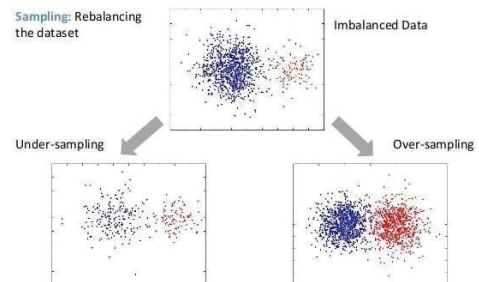 Sampling: Rebalancing
the dataset
Imbalanced Data
Under-sampling
Over-sampling